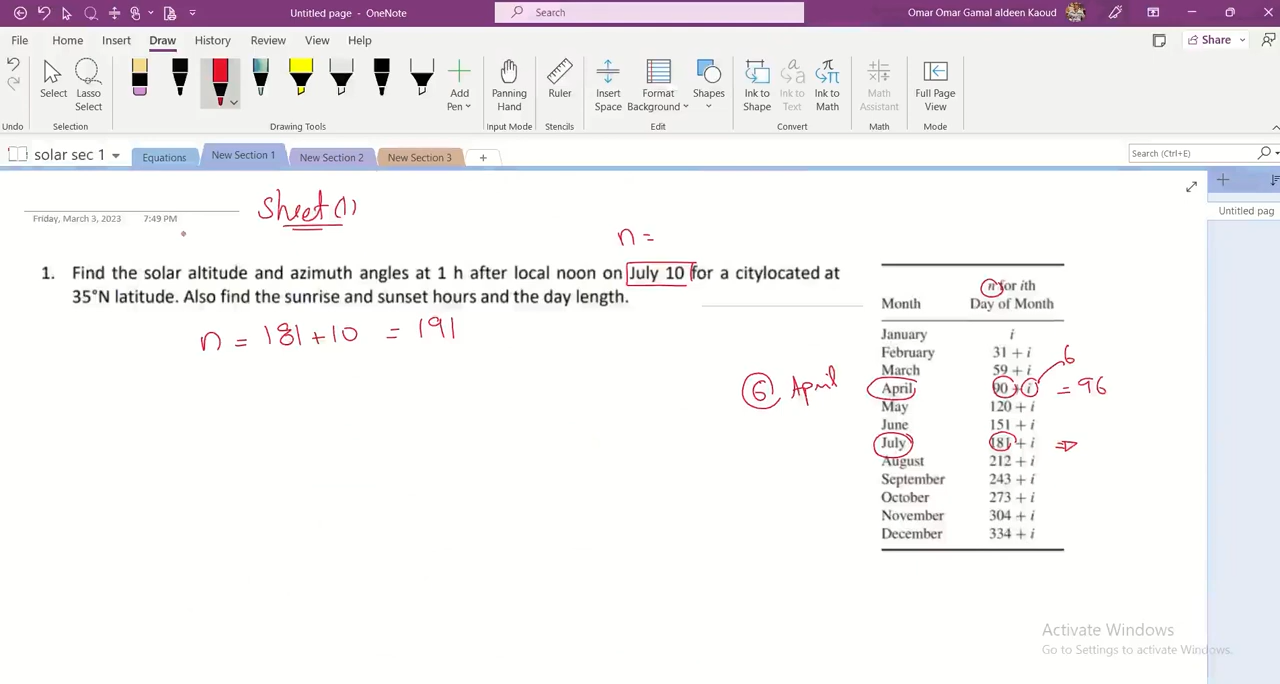 Untitled page - OneNote
Search
Omar Omar Gamal aldeen Kaoud
File Home Insert Draw History Review View Help
Share
Undo
Select
Lasso Select
Selection
Add Pen
Drawing Tools
Panning Hand
Input Mode
Ruler
Stencils
Insert Space
Format Background
Shapes
Edit
Ink to Shape
Ink to Text
Ink to Math
Convert
Math Assistant
Math
Full Page View
Mode
solar sec 1
Equations
New Section 1
New Section 2
New Section 3
Search (Ctrl+E)
Untitled pag
Friday, March 3, 2023 7:49 PM
Sheet (1)
n =
1. Find the solar altitude and azimuth angles at 1 h after local noon on July 10 for a citylocated at
35°N latitude. Also find the sunrise and sunset hours and the day length.
n = 181 + 10 = 191
6 April
n for ith
Month Day of Month
January i
February 31 + i
March 59 + i
6
April 90 + i = 96
May 120 + i
June 151 + i
July 181 + i ⇒
August 212 + i
September 243 + i
October 273 + i
November 304 + i
December 334 + i
Activate Windows
Go to Settings to activate Windows.